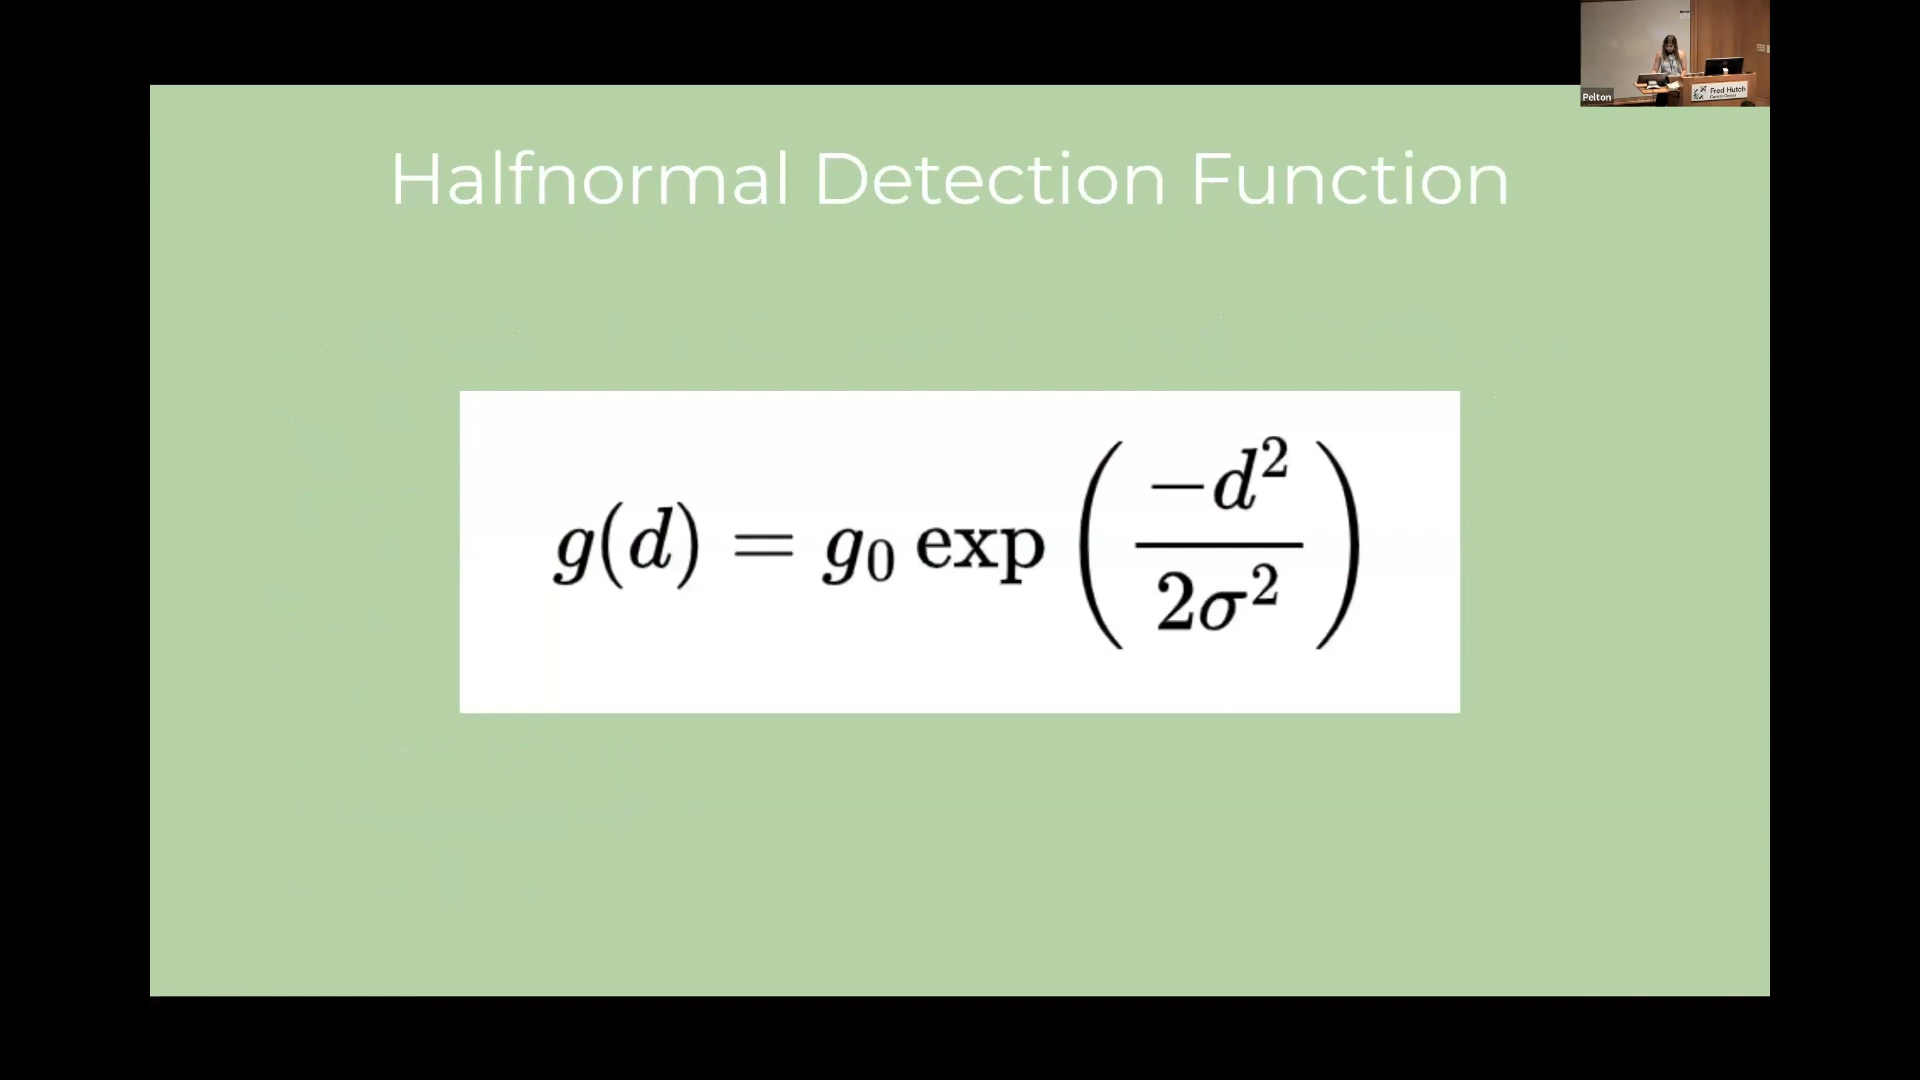 Halfnormal Detection Function
g(d) = g₀ exp ( −d² / 2σ² )
Pelton
Fred Hutch
Cancer Center